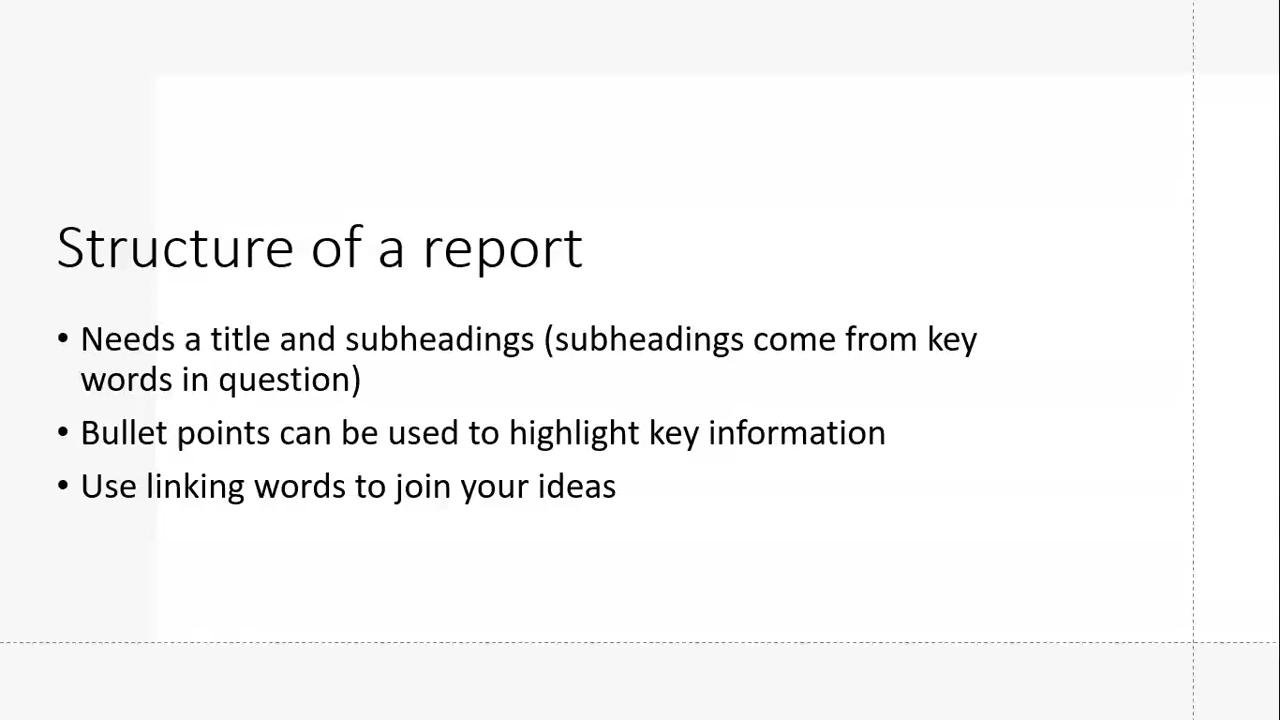 Structure of a report
• Needs a title and subheadings (subheadings come from key
words in question)
• Bullet points can be used to highlight key information
• Use linking words to join your ideas